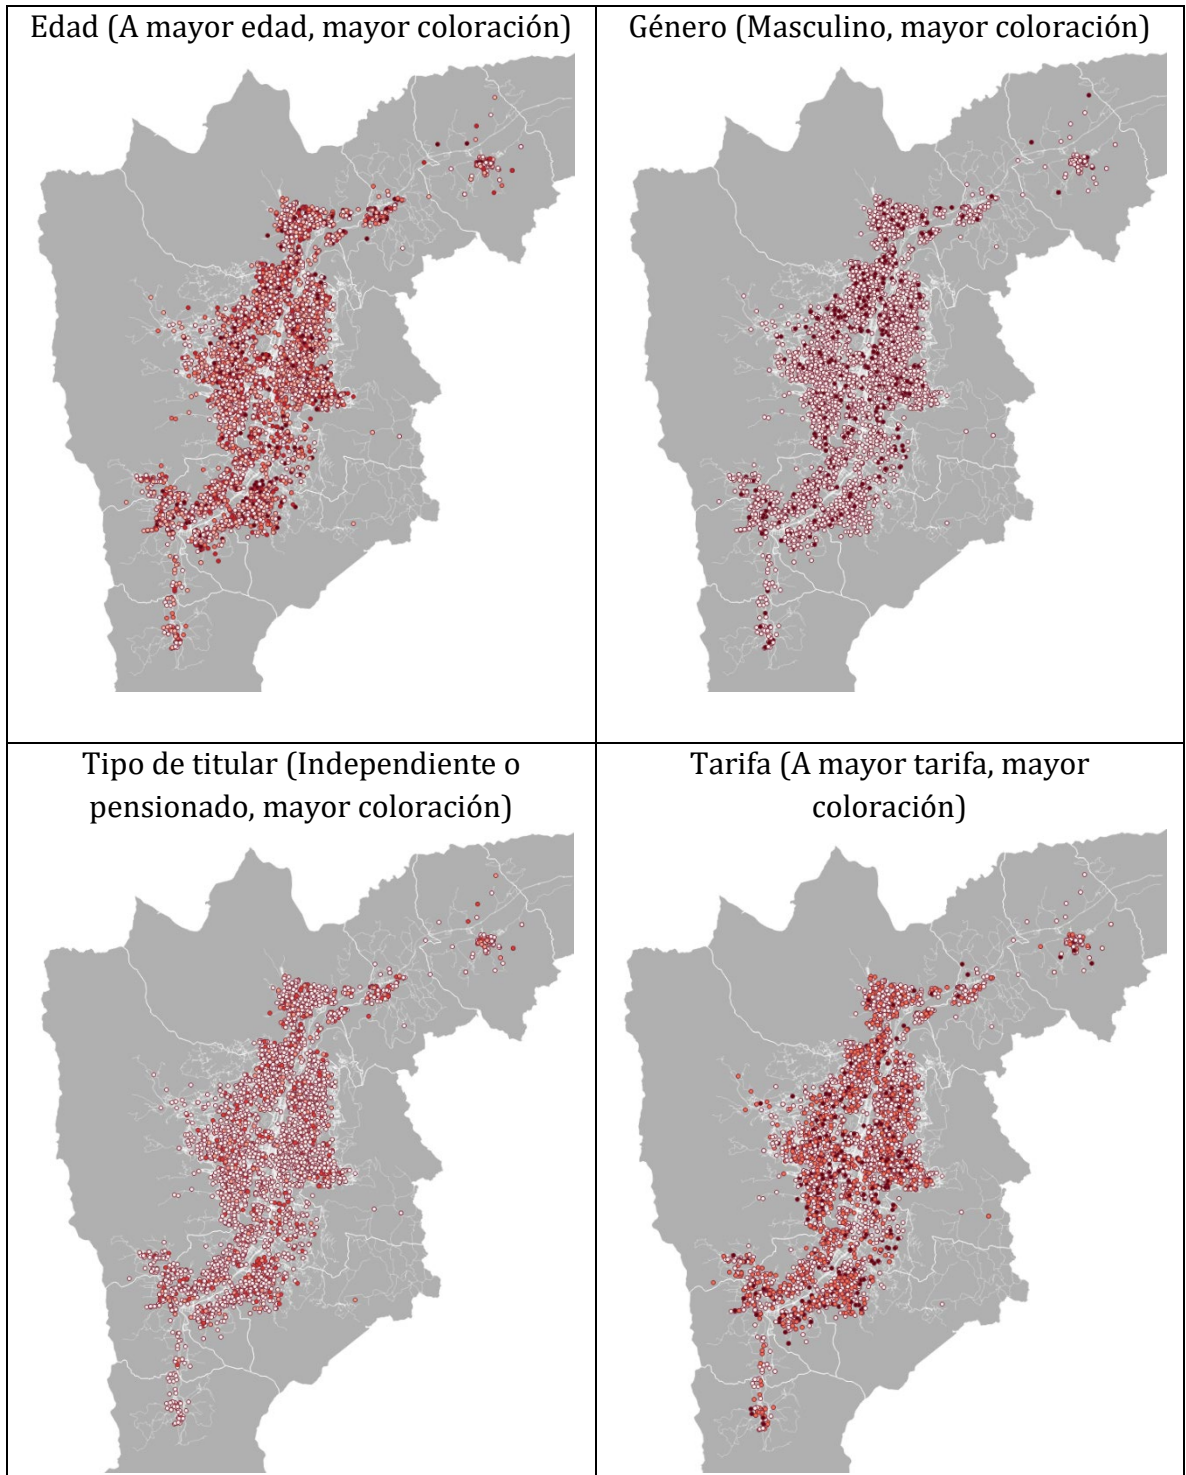 Edad (A mayor edad, mayor coloración)
Género (Masculino, mayor coloración)
Tipo de titular (Independiente o
pensionado, mayor coloración)
Tarifa (A mayor tarifa, mayor
coloración)